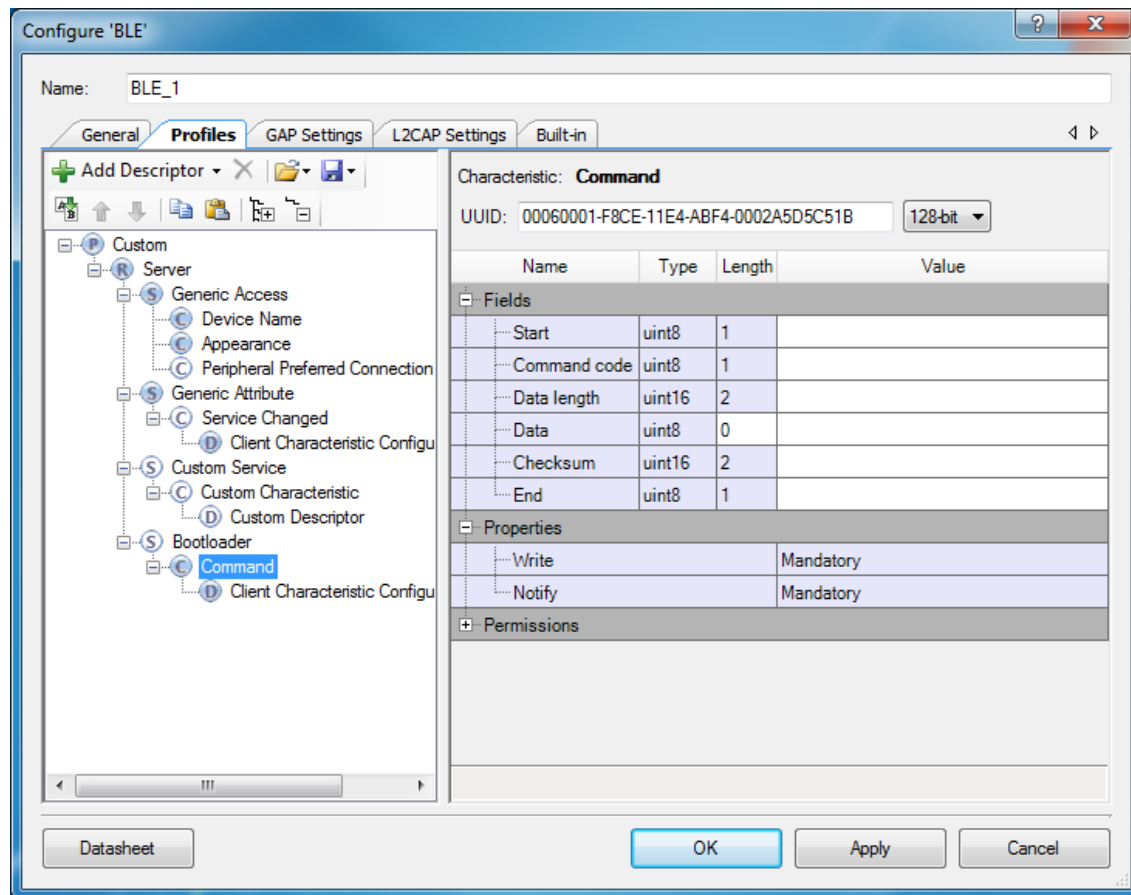 Configure 'BLE'
Name: BLE_1
General Profiles GAP Settings L2CAP Settings Built-in
Add Descriptor
Custom
Server
Generic Access
Device Name
Appearance
Peripheral Preferred Connection
Generic Attribute
Service Changed
Client Characteristic Configu
Custom Service
Custom Characteristic
Custom Descriptor
Bootloader
Command
Client Characteristic Configu
Characteristic: Command
UUID: 00060001-F8CE-11E4-ABF4-0002A5D5C51B 128-bit
Name Type Length Value
Fields
Start uint8 1
Command code uint8 1
Data length uint16 2
Data uint8 0
Checksum uint16 2
End uint8 1
Properties
Write Mandatory
Notify Mandatory
Permissions
Datasheet OK Apply Cancel